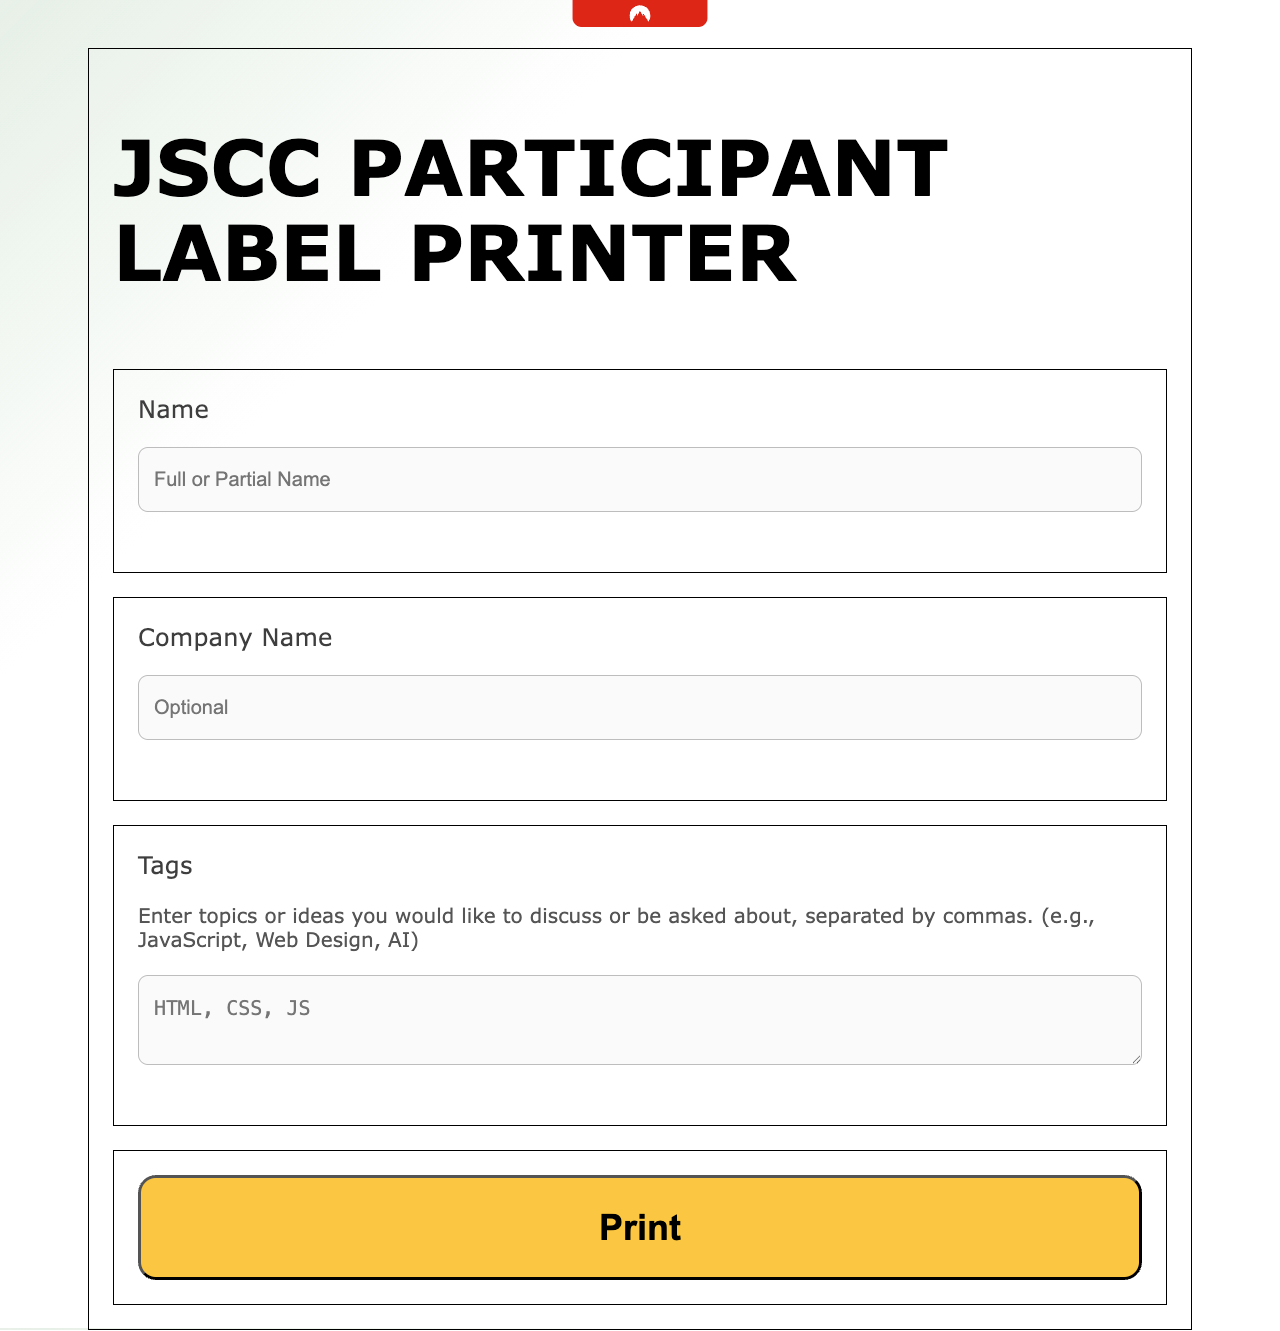 JSCC PARTICIPANT
LABEL PRINTER
Name
Full or Partial Name
Company Name
Optional
Tags
Enter topics or ideas you would like to discuss or be asked about, separated by commas. (e.g.,
JavaScript, Web Design, AI)
HTML, CSS, JS
Print